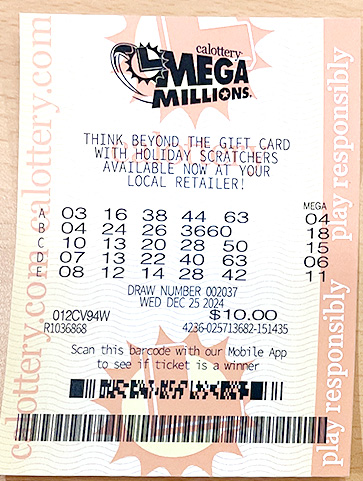 calottery
MEGA
MILLIONS
THINK BEYOND THE GIFT CARD
WITH HOLIDAY SCRATCHERS
AVAILABLE NOW AT YOUR
LOCAL RETAILER!
MEGA
A 03 16 38 44 63 04
B 04 24 26 3660 18
C 10 13 20 28 50 15
D 07 13 22 40 63 06
E 08 12 14 28 42 11
DRAW NUMBER 002037
WED DEC 25 2024
012CV94W $10.00
R1036868 4236-025713682-151435
Scan this barcode with our Mobile App
to see if ticket is a winner
calottery.com
calottery.com
play responsibly
play responsibly